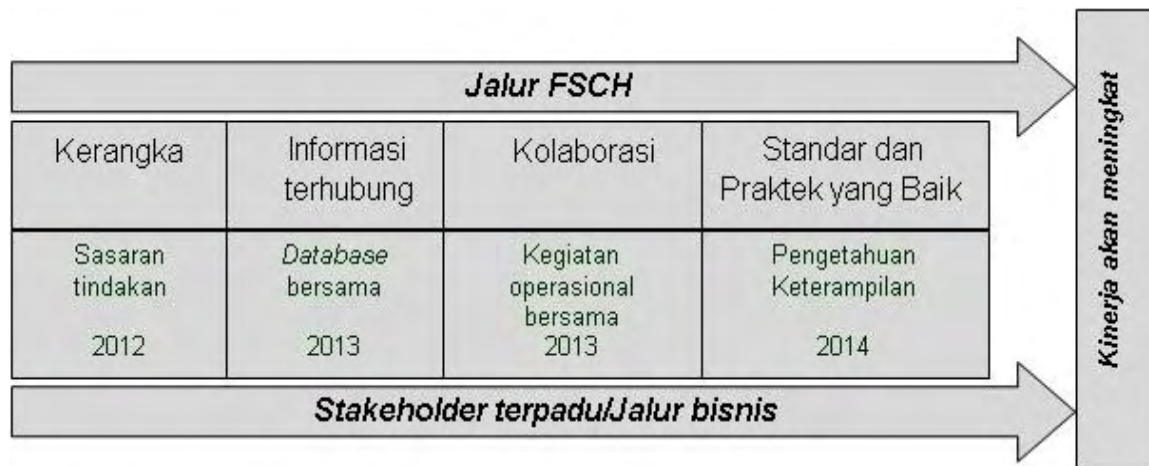 Jalur FSCH
Kerangka
Informasi
terhubung
Kolaborasi
Standar dan
Praktek yang Baik
Sasaran
tindakan
2012
Database
bersama
2013
Kegiatan
operasional
bersama
2013
Pengetahuan
Keterampilan
2014
Stakeholder terpadu/Jalur bisnis
Kinerja akan meningkat